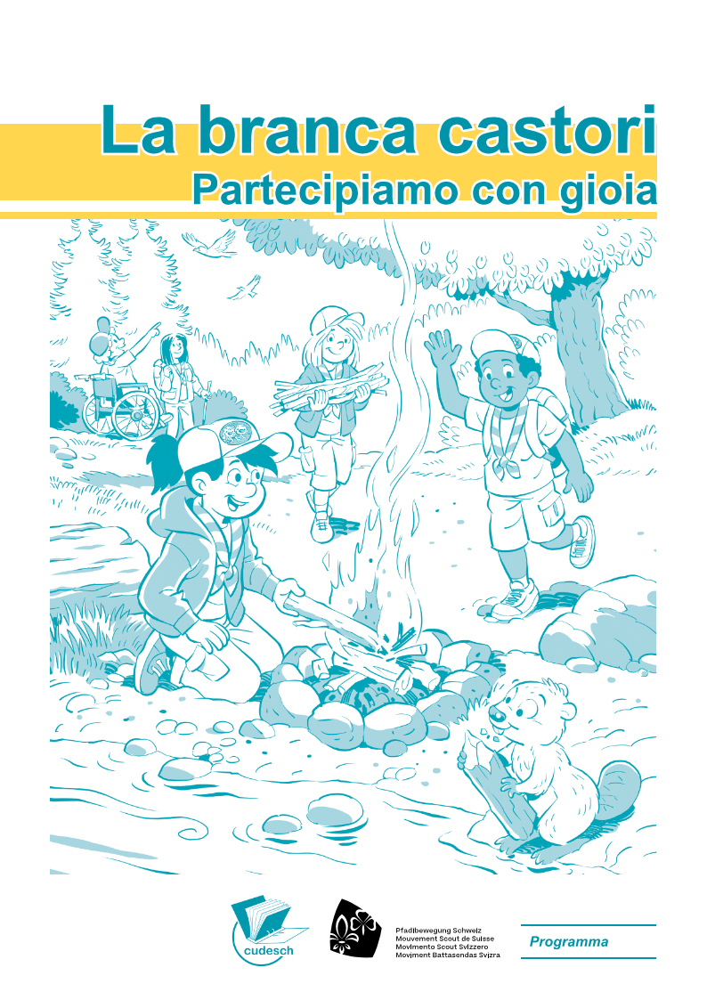 La branca castori
Partecipiamo con gioia
cudesch
Pfadibewegung Schweiz
Mouvement Scout de Suisse
Movimento Scout Svizzero
Moviment Battasendas Svizra
Programma